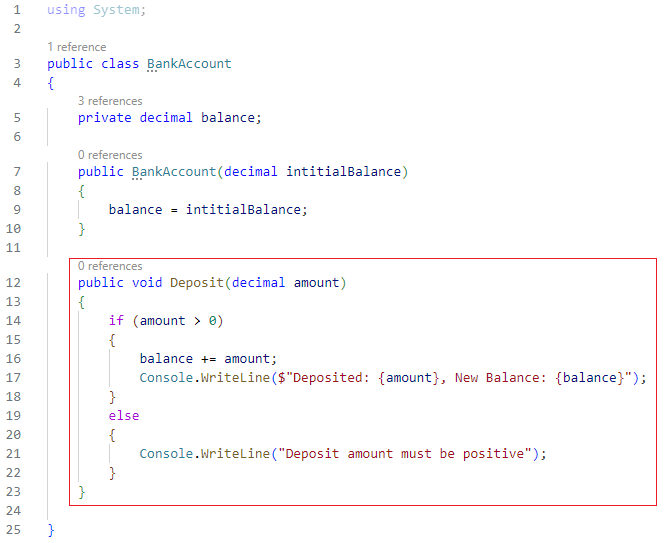 1 using System;
2
1 reference
3 public class BankAccount
4 {
3 references
5 private decimal balance;
6
0 references
7 public BankAccount(decimal intitialBalance)
8 {
9 balance = intitialBalance;
10 }
11
0 references
12 public void Deposit(decimal amount)
13 {
14 if (amount > 0)
15 {
16 balance += amount;
17 Console.WriteLine($"Deposited: {amount}, New Balance: {balance}");
18 }
19 else
20 {
21 Console.WriteLine("Deposit amount must be positive");
22 }
23 }
24
25 }